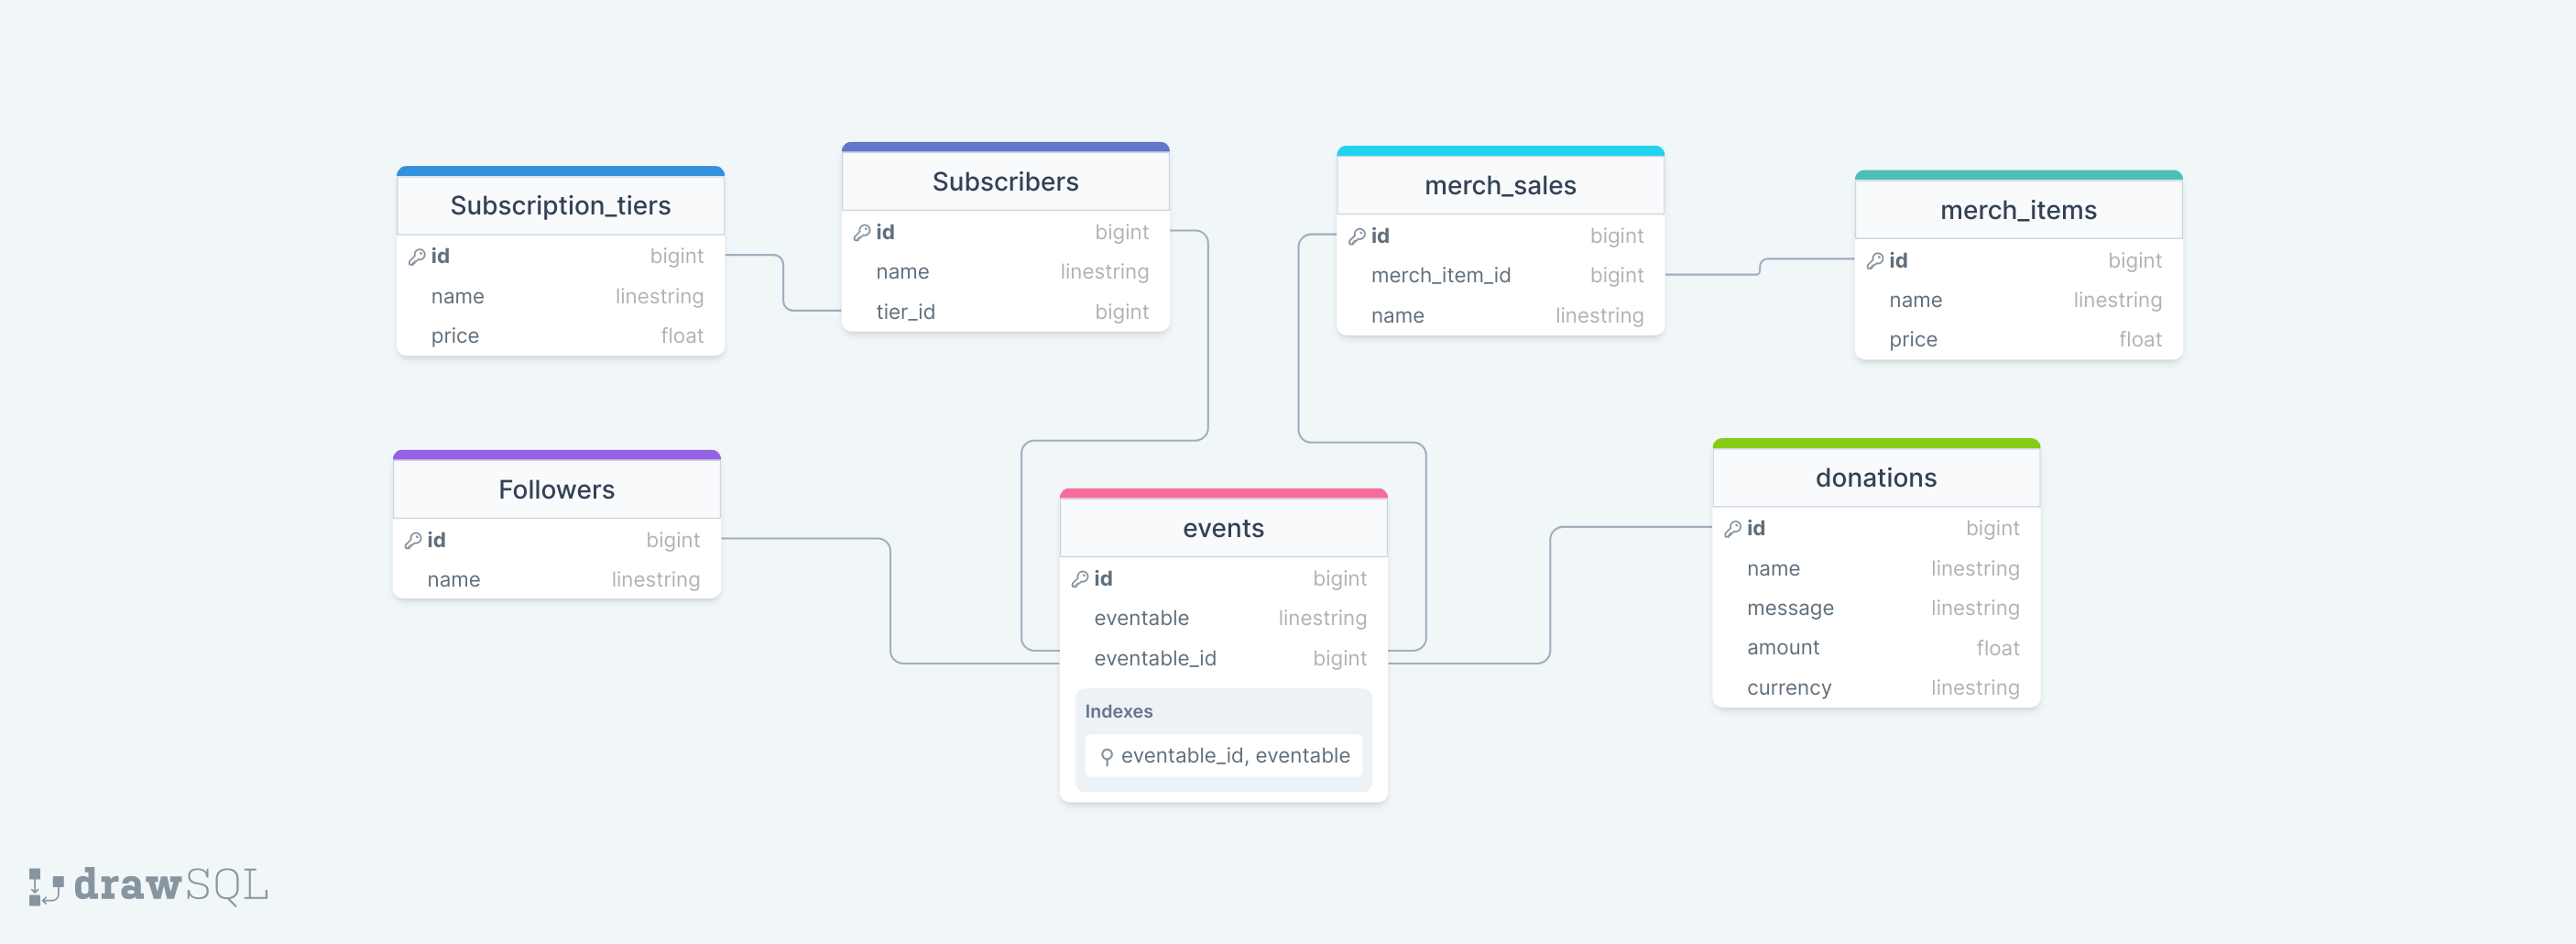 Subscription_tiers
id bigint
name linestring
price float
Subscribers
id bigint
name linestring
tier_id bigint
merch_sales
id bigint
merch_item_id bigint
name linestring
merch_items
id bigint
name linestring
price float
Followers
id bigint
name linestring
events
id bigint
eventable linestring
eventable_id bigint
Indexes
eventable_id, eventable
donations
id bigint
name linestring
message linestring
amount float
currency linestring
drawSQL